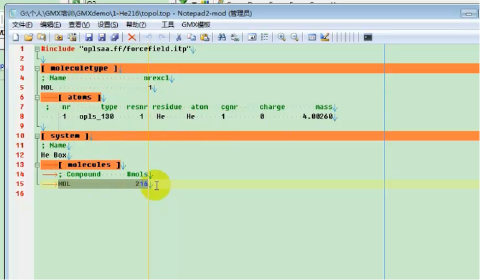 G:\个人\GMX培训\GMXdemo\1-He216\topol.top - Notepad2-mod (管理员)
文件(F) 编辑(E) 查看(V) 设置(S) 帮助(?) 工具 GMX模板
1 #include "oplsaa.ff/forcefield.itp"
2
3 [ moleculetype ]
4 ; Name nrexcl
5 MOL 1
6 [ atoms ]
7 ; nr type resnr residue atom cgnr charge mass
8 1 opls_130 1 He He 1 0 4.00260
9
10 [ system ]
11 ; Name
12 He Box
13 [ molecules ]
14 ; Compound #mols
15 MOL 216
16